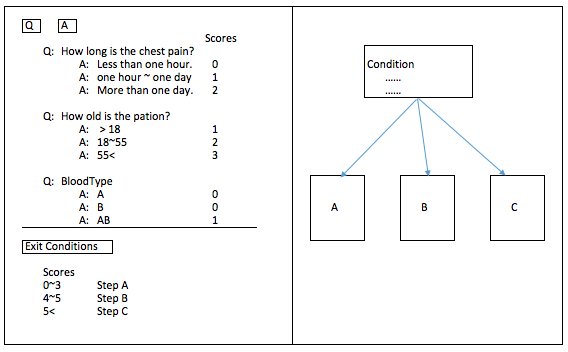 Q A
Scores
Q: How long is the chest pain?
A: Less than one hour. 0
A: one hour ~ one day 1
A: More than one day. 2
Q: How old is the pation?
A: > 18 1
A: 18~55 2
A: 55< 3
Q: BloodType
A: A 0
A: B 0
A: AB 1
Exit Conditions
Scores
0~3 Step A
4~5 Step B
5< Step C
Condition
......
......
A B C